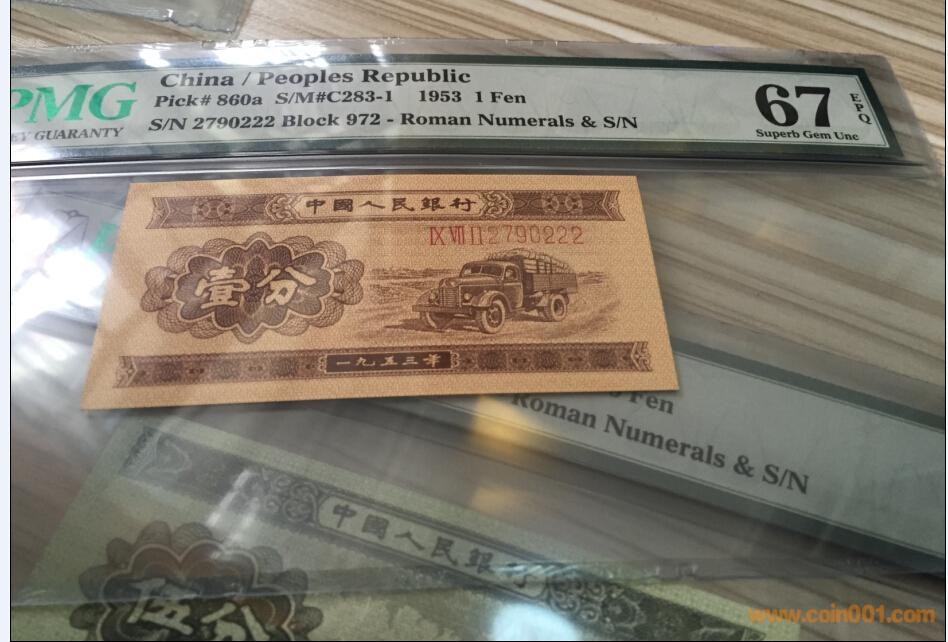 PMG
EY GUARANTY
China / Peoples Republic
Pick# 860a S/M#C283-1 1953 1 Fen
S/N 2790222 Block 972 - Roman Numerals & S/N
67
EPQ
Superb Gem Unc
中國人民銀行
IX VII II 2790222
壹分
一九五三年
Fen
Roman Numerals & S/N
中國人民銀行
伍分
www.coin001.com